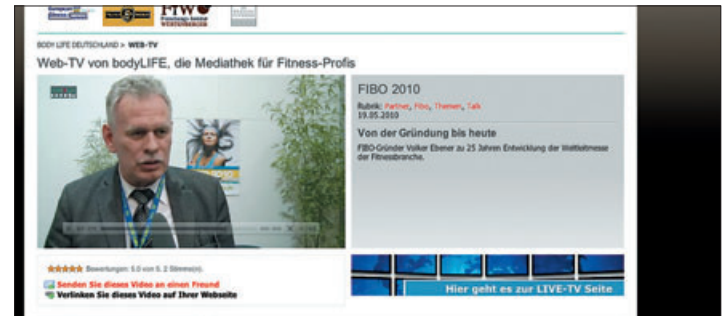 FIW
BODY LIFE DEUTSCHLAND > WEB-TV
Web-TV von bodyLIFE, die Mediathek für Fitness-Profis
FIBO 2010
Rubrik: Partner, Fibo, Themen, Talk
19.05.2010
Von der Gründung bis heute
FIBO-Gründer Volker Ebener zu 25 Jahren Entwicklung der Weltleitmesse
der Fitnessbranche.
Bewertungen: 5.0 von 5. 2 Stimme(n).
Senden Sie dieses Video an einen Freund
Verlinken Sie dieses Video auf Ihrer Webseite
Hier geht es zur LIVE-TV Seite